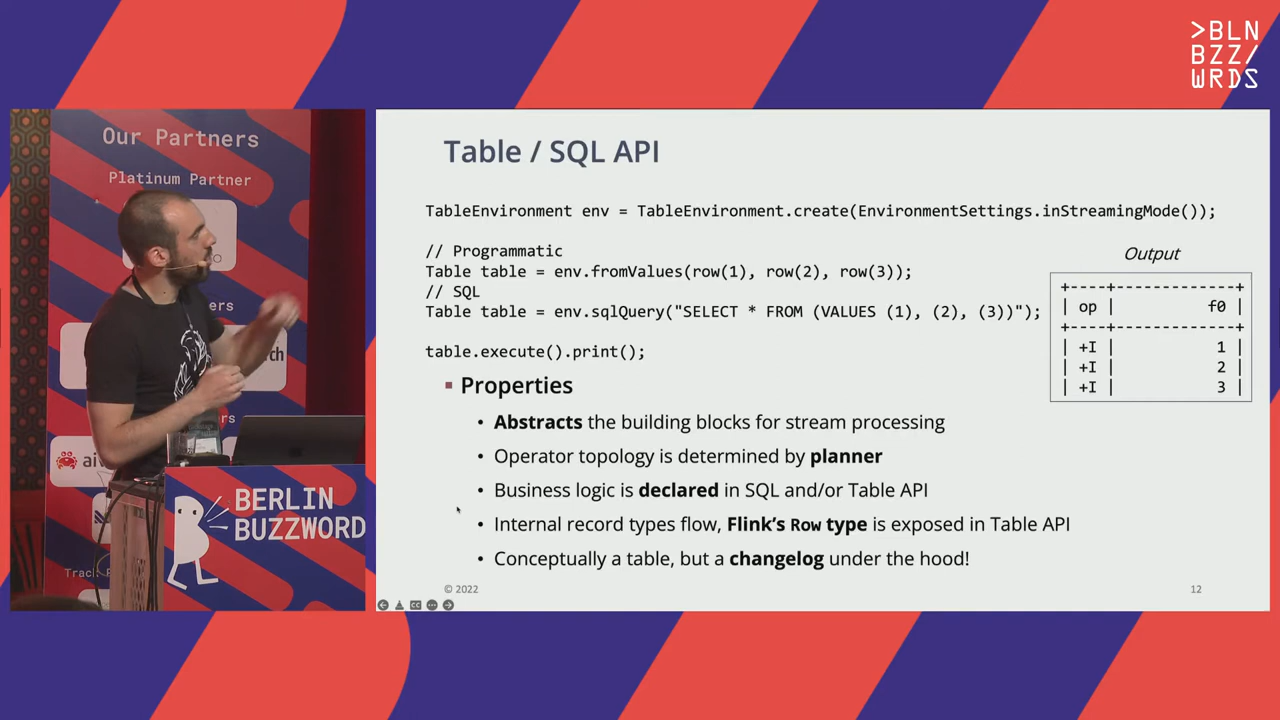 >BLN
BZZ/
WRDS
Our Partners
Platinum Partner
BERLIN
BUZZWORD
Table / SQL API
TableEnvironment env = TableEnvironment.create(EnvironmentSettings.inStreamingMode());
// Programmatic
Table table = env.fromValues(row(1), row(2), row(3));
// SQL
Table table = env.sqlQuery("SELECT * FROM (VALUES (1), (2), (3))");
table.execute().print();
Output
+----+-------------+
| op | f0 |
+----+-------------+
| +I | 1 |
| +I | 2 |
| +I | 3 |
▪ Properties
• Abstracts the building blocks for stream processing
• Operator topology is determined by planner
• Business logic is declared in SQL and/or Table API
• Internal record types flow, Flink's Row type is exposed in Table API
• Conceptually a table, but a changelog under the hood!
© 2022
12